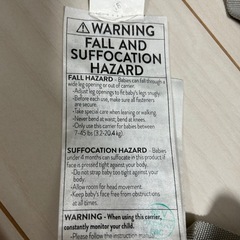 WARNING
FALL AND
SUFFOCATION
HAZARD
FALL HAZARD - Babies can fall through a
wide leg opening or out of carrier.
-Adjust leg openings to fit baby's legs snugly.
-Before each use, make sure all fasteners
are secure.
-Take special care when leaning or walking.
-Never bend at waist, bend at knees.
-Only use this carrier for babies between
7-45 lbs (3.2-20.4 kg).
SUFFOCATION HAZARD - Babies
under 4 months can suffocate in this product if
face is pressed tight against your body.
-Do not strap baby too tight against your
body.
-Allow room for head movement.
-Keep baby's face free from obstructions
at all times.
WARNING - When using this carrier,
constantly monitor your child.
-Please follow the instruction manual